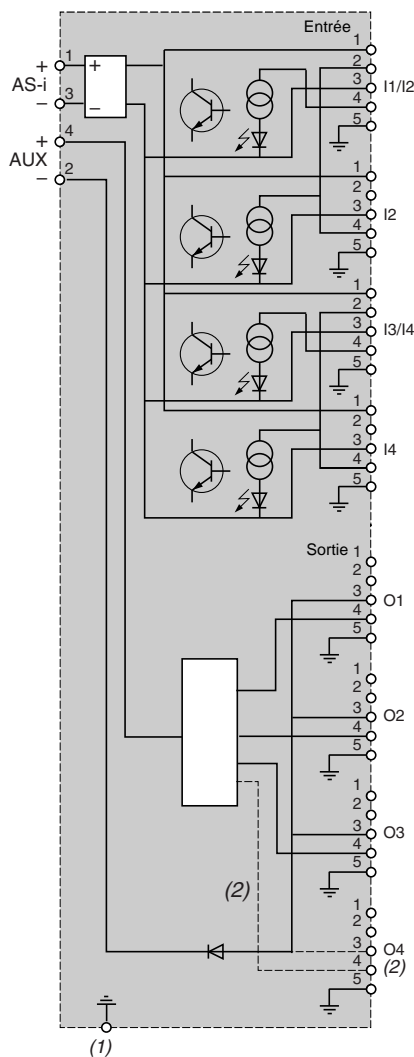 Entrée
+ 1 + 1
AS-i 2
− 3 − 3 I1/I2
+ 4 4
AUX 5
− 2 1
2
3 I2
4
5
1
2
3 I3/I4
4
5
1
2
3 I4
4
5
Sortie 1
2
3 O1
4
5
1
2
3 O2
4
5
1
2
3 O3
4
5
(2) 1
2
3 O4
4 (2)
5
(1)